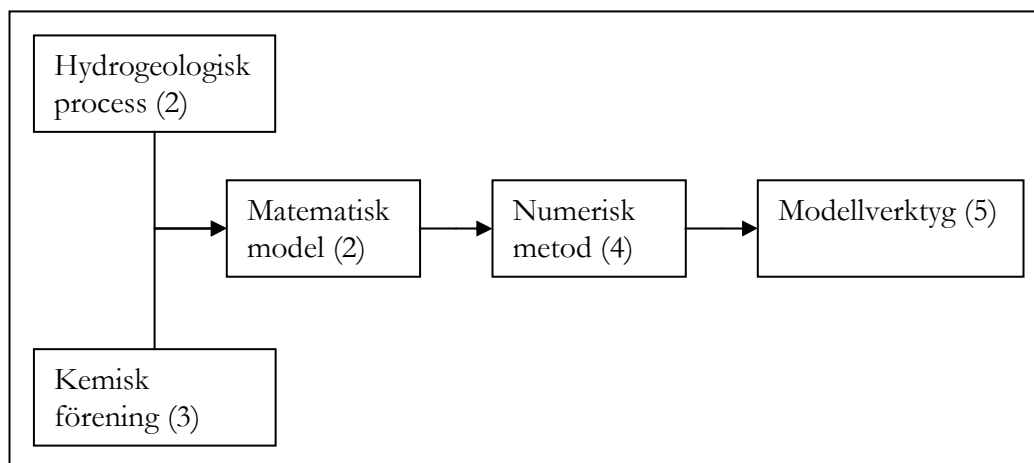 Hydrogeologisk
process (2)
Matematisk
model (2)
Numerisk
metod (4)
Modellverktyg (5)
Kemisk
förening (3)